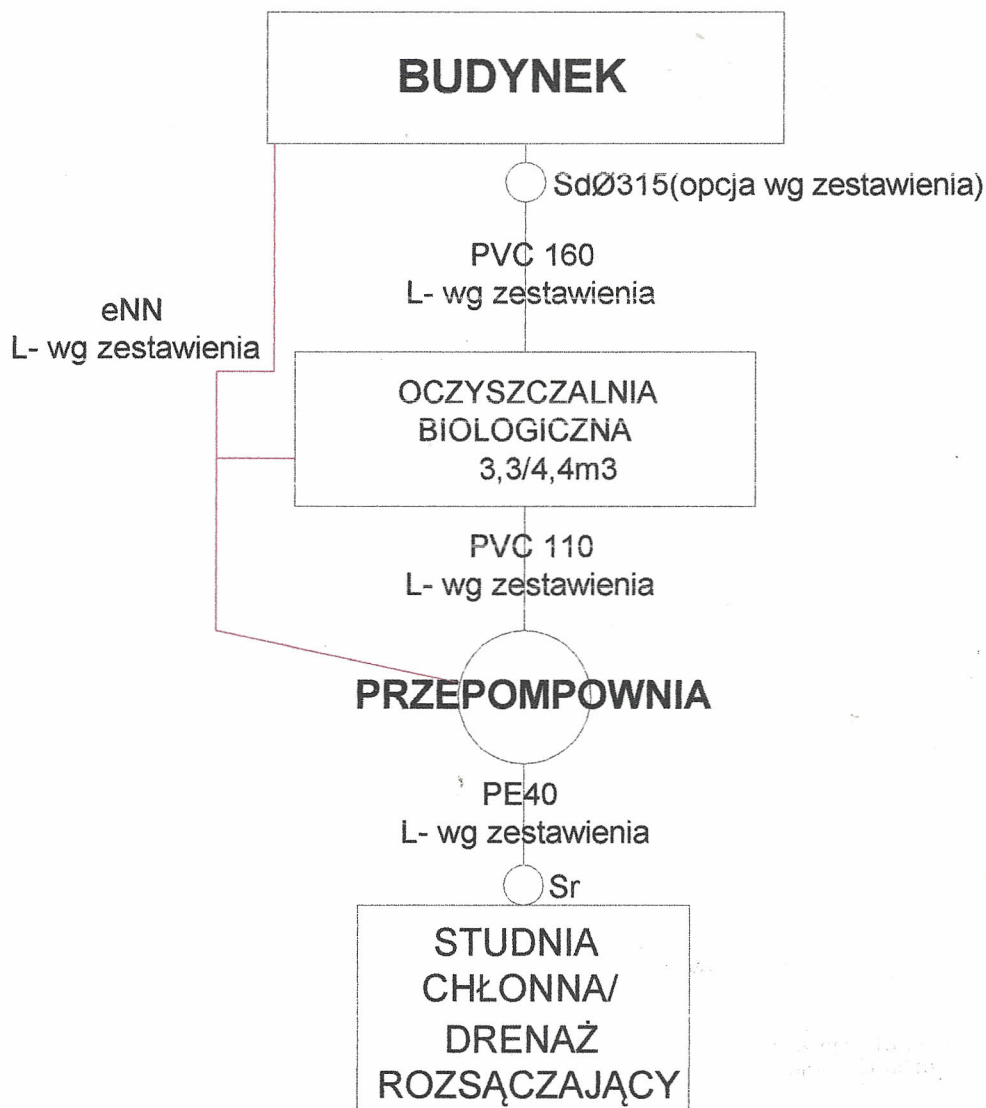 BUDYNEK
SdØ315(opcja wg zestawienia)
PVC 160
L- wg zestawienia
eNN
L- wg zestawienia
OCZYSZCZALNIA
BIOLOGICZNA
3,3/4,4m3
PVC 110
L- wg zestawienia
PRZEPOMPOWNIA
PE40
L- wg zestawienia
Sr
STUDNIA
CHŁONNA/
DRENAŻ
ROZSĄCZAJĄCY